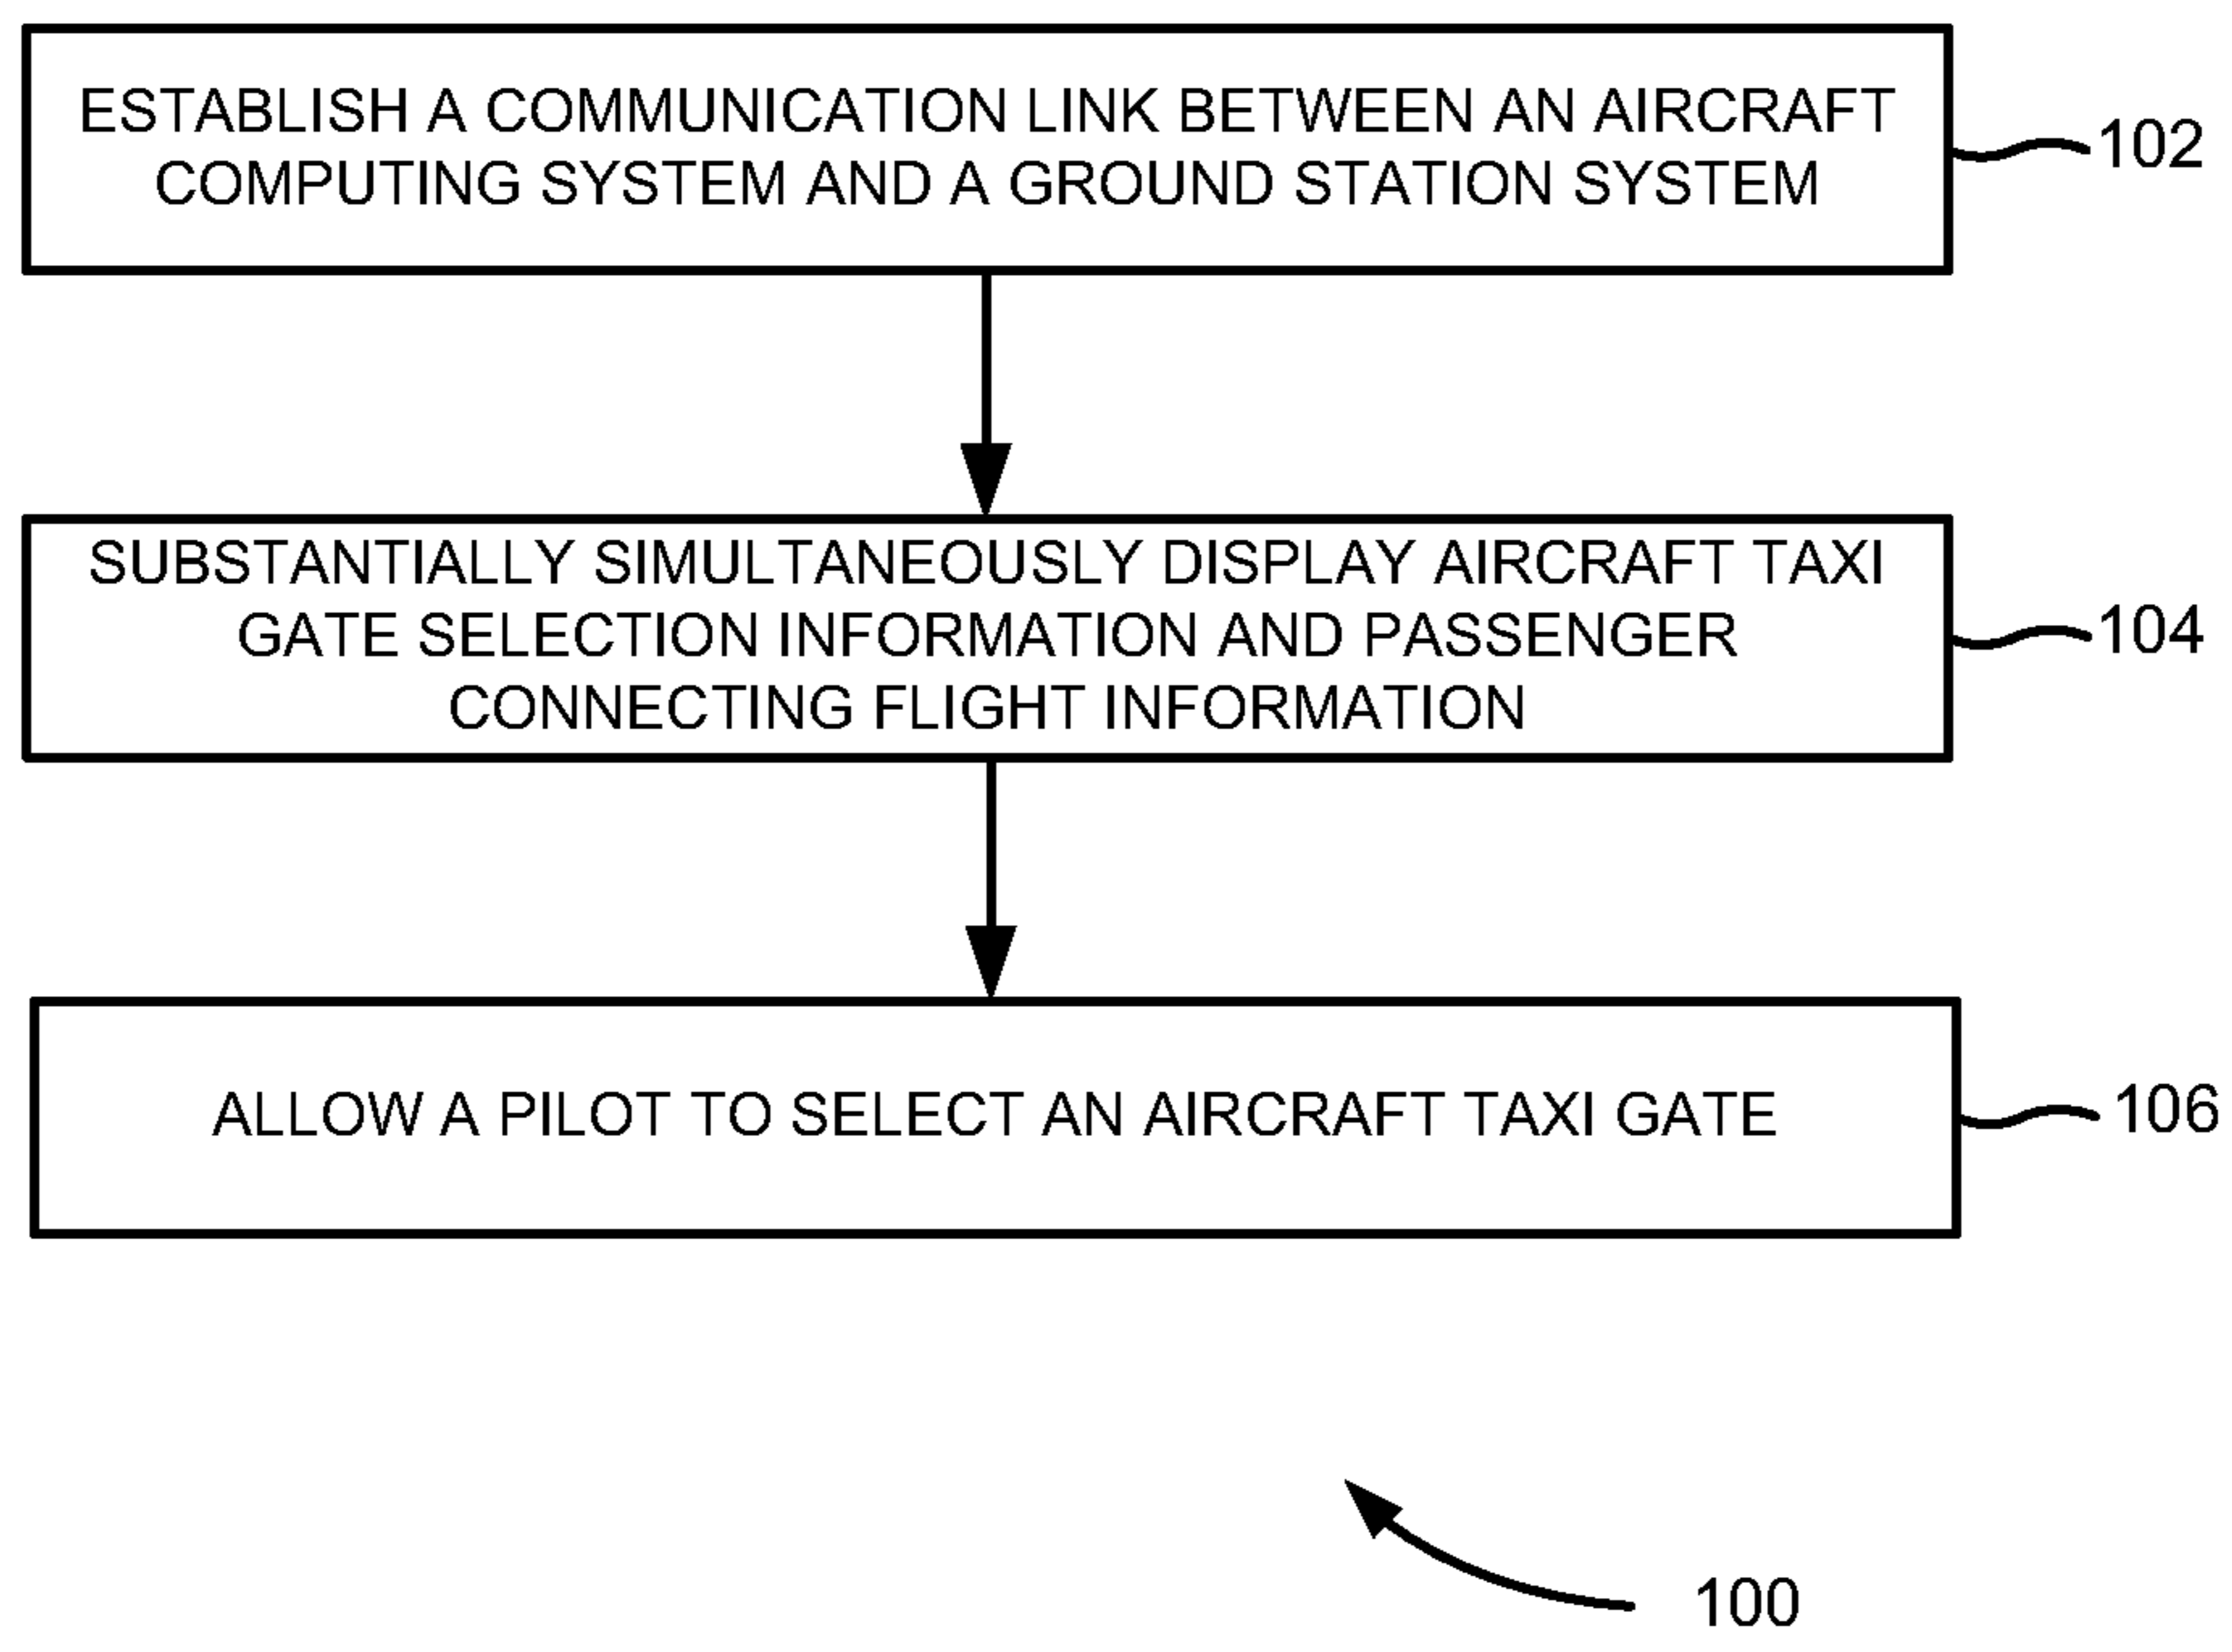 ESTABLISH A COMMUNICATION LINK BETWEEN AN AIRCRAFT
COMPUTING SYSTEM AND A GROUND STATION SYSTEM
102
SUBSTANTIALLY SIMULTANEOUSLY DISPLAY AIRCRAFT TAXI
GATE SELECTION INFORMATION AND PASSENGER
CONNECTING FLIGHT INFORMATION
104
ALLOW A PILOT TO SELECT AN AIRCRAFT TAXI GATE
106
100